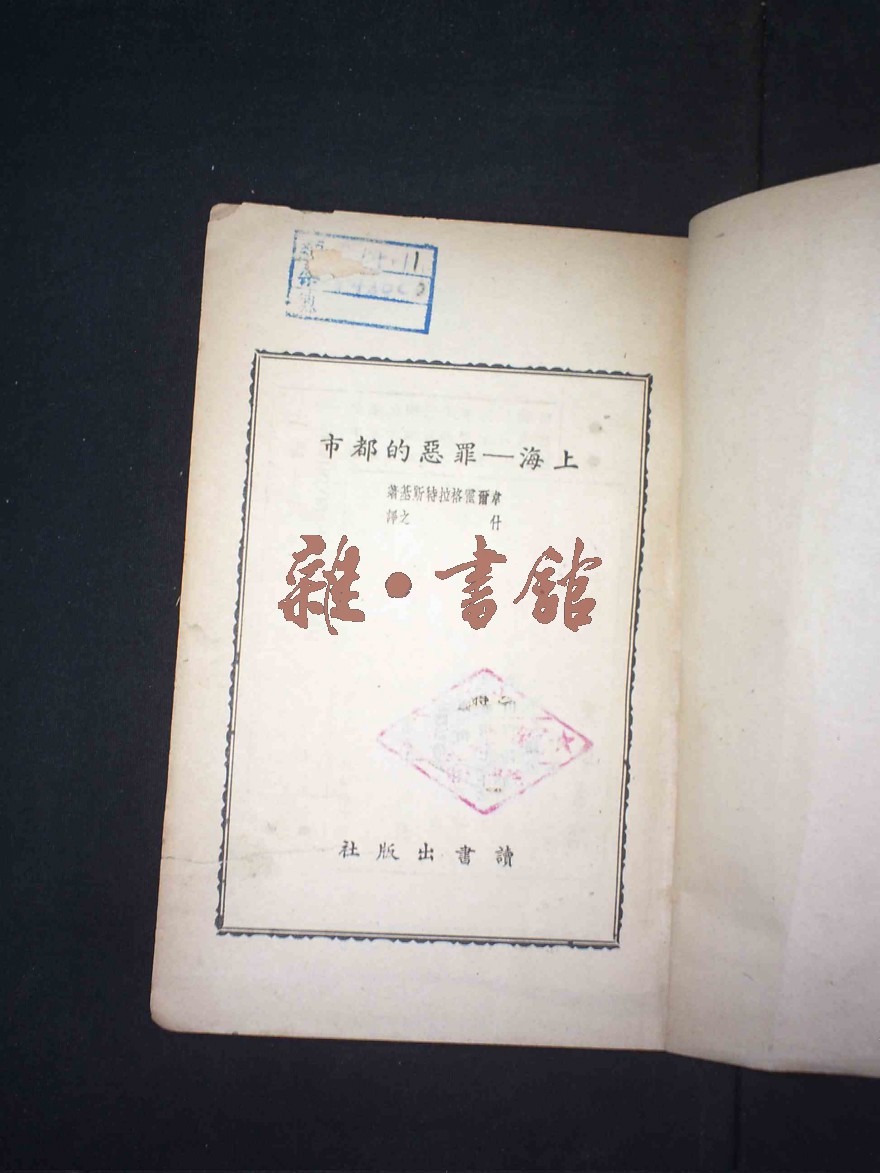 上海—罪惡的都市
韋爾霍格拉特斯基著
什之譯
雜•書館
讀書出版社